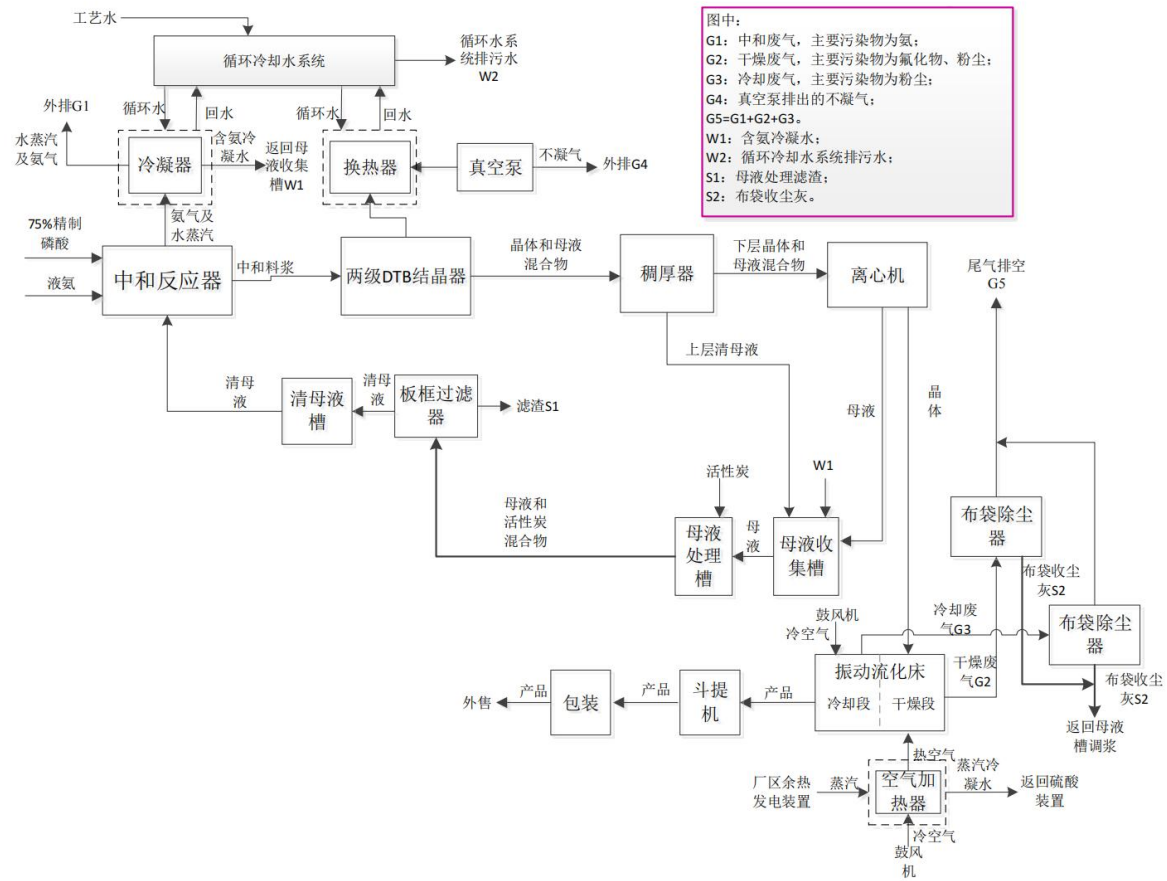 工艺水
循环冷却水系统
循环水系
统排污水
W2
图中：
G1：中和废气，主要污染物为氨；
G2：干燥废气，主要污染物为氟化物、粉尘；
G3：冷却废气，主要污染物为粉尘；
G4：真空泵排出的不凝气；
G5=G1+G2+G3。
W1：含氨冷凝水；
W2：循环冷却水系统排污水；
S1：母液处理滤渣；
S2：布袋收尘灰。
外排G1
循环水
回水
循环水
回水
水蒸汽
及氨气
冷凝器
含氨冷
凝水
返回母
液收集
槽W1
换热器
真空泵
不凝气
外排G4
75%精制
磷酸
氨气及
水蒸汽
液氨
中和反应器
中和料浆
两级DTB结晶器
晶体和母液
混合物
稠厚器
下层晶体和
母液混合物
离心机
尾气排空
G5
上层清母液
清母
液
清母液
槽
清母
液
板框过滤
器
滤渣S1
母液
晶
体
活性炭
W1
母液和
活性炭
混合物
母液
处理
槽
母
液
母液收
集槽
布袋除尘
器
布袋收尘
灰S2
鼓风机
冷空气
冷却废
气G3
布袋除尘
器
振动流化床
冷却段
干燥段
干燥废
气G2
布袋收尘
灰S2
返回母液
槽调浆
外售
产品
包装
产品
斗提
机
产品
热空气
厂区余热
发电装置
蒸汽
空气加
热器
蒸汽冷
凝水
返回硫酸
装置
冷空气
鼓风
机